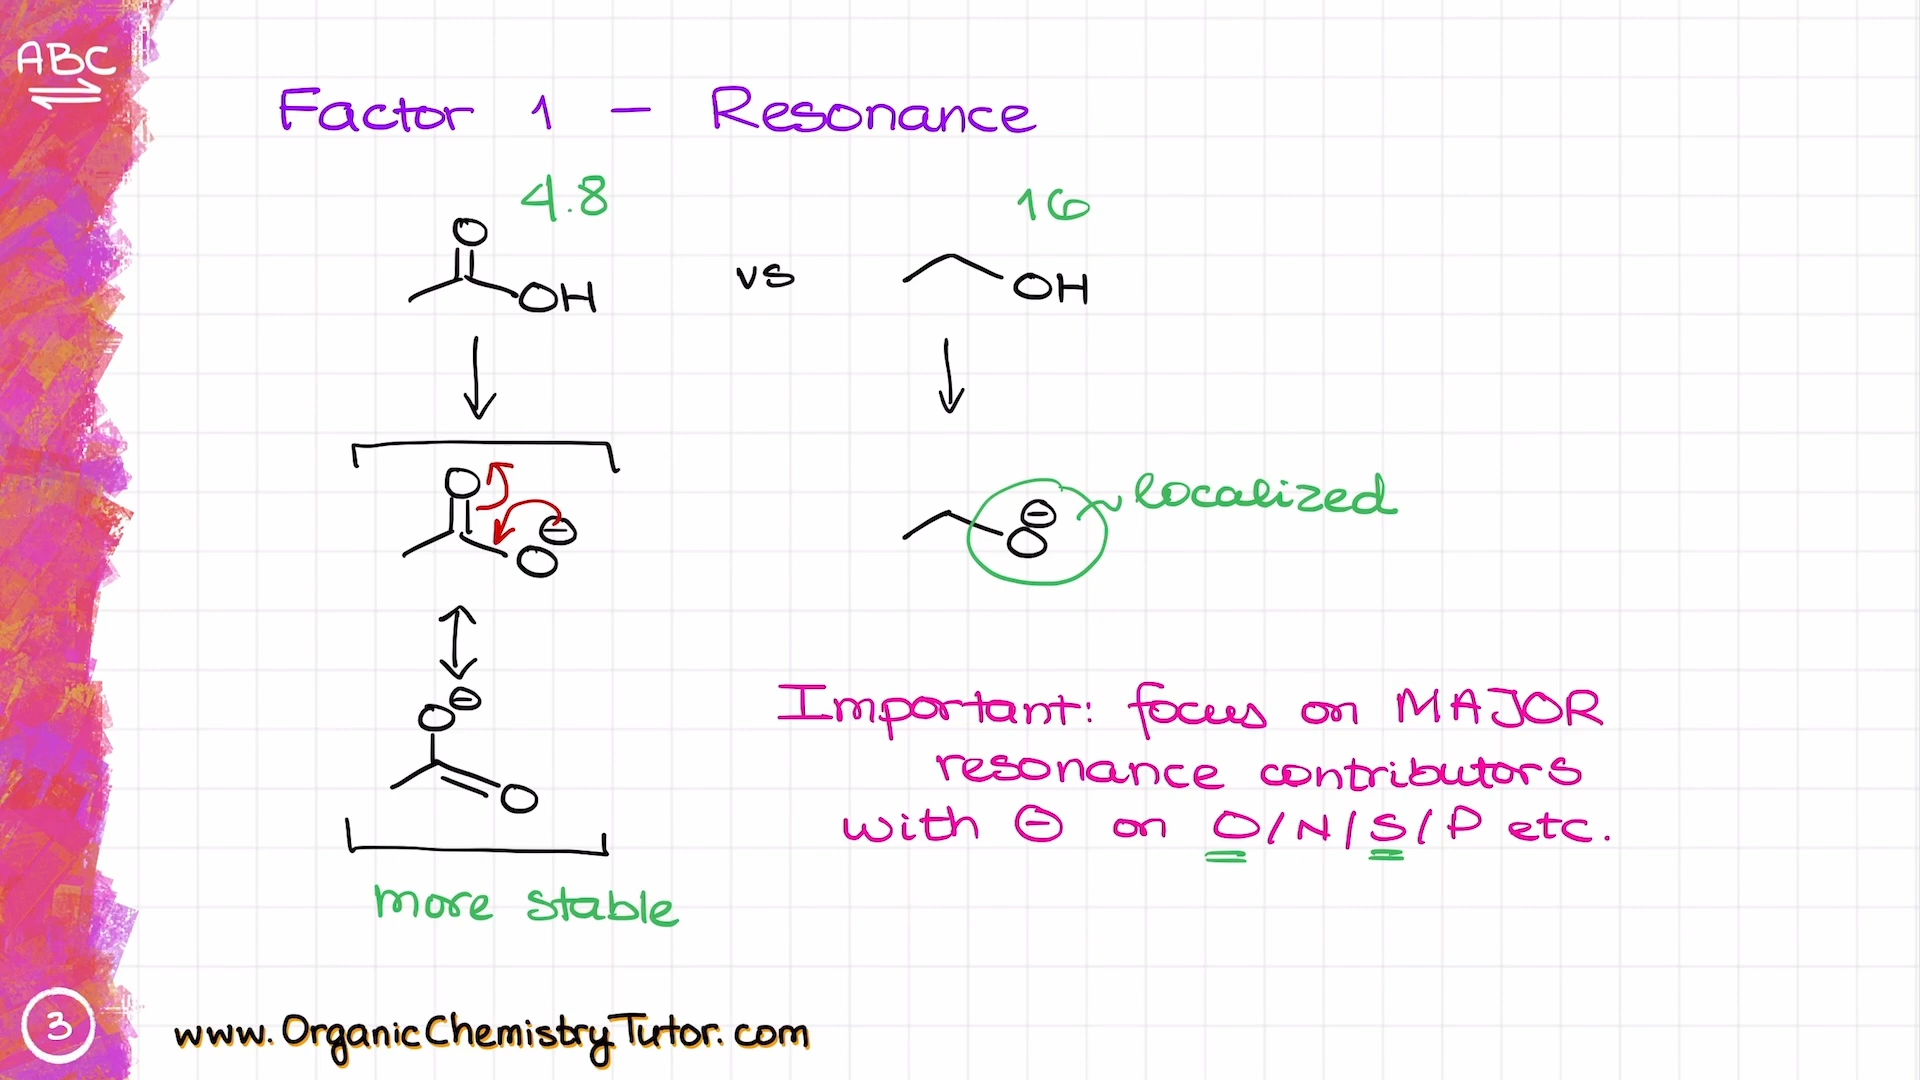 ABC
Factor 1 – Resonance
4.8
16
O
OH
vs
OH
O
⊖
O
⊖
O
localized
O
⊖
O
Important: focus on MAJOR
resonance contributors
with ⊖ on O/N/S/P etc.
more stable
3
www.OrganicChemistryTutor.com